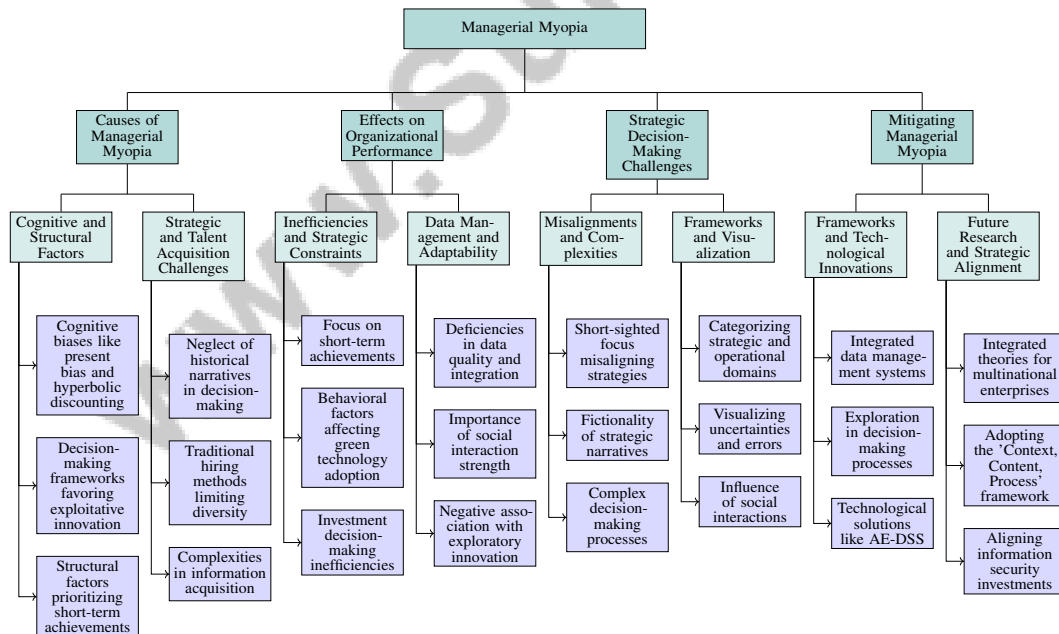 Managerial Myopia
Causes of
Managerial
Myopia
Effects on
Organizational
Performance
Strategic
Decision-
Making
Challenges
Mitigating
Managerial
Myopia
Cognitive and
Structural
Factors
Strategic
and Talent
Acquisition
Challenges
Inefficiencies
and Strategic
Constraints
Data Man-
agement and
Adaptability
Misalignments
and Com-
plexities
Frameworks
and Visu-
alization
Frameworks
and Tech-
nological
Innovations
Future
Research
and Strategic
Alignment
Cognitive
biases like
present
bias and
hyperbolic
discounting
Decision-
making
frameworks
favoring
exploitative
innovation
Structural
factors
prioritizing
short-term
achievements
Neglect of
historical
narratives
in decision-
making
Traditional
hiring
methods
limiting
diversity
Complexities
in information
acquisition
Focus on
short-term
achievements
Behavioral
factors
affecting
green
technology
adoption
Investment
decision-
making
inefficiencies
Deficiencies
in data
quality and
integration
Importance
of social
interaction
strength
Negative asso-
ciation with
exploratory
innovation
Short-sighted
focus
misaligning
strategies
Fictionality
of strategic
narratives
Complex
decision-
making
processes
Categorizing
strategic and
operational
domains
Visualizing
uncertainties
and errors
Influence
of social
interactions
Integrated
data manage-
ment systems
Exploration
in decision-
making
processes
Technological
solutions
like AE-DSS
Integrated
theories for
multinational
enterprises
Adopting
the 'Context,
Content,
Process'
framework
Aligning
information
security
investments